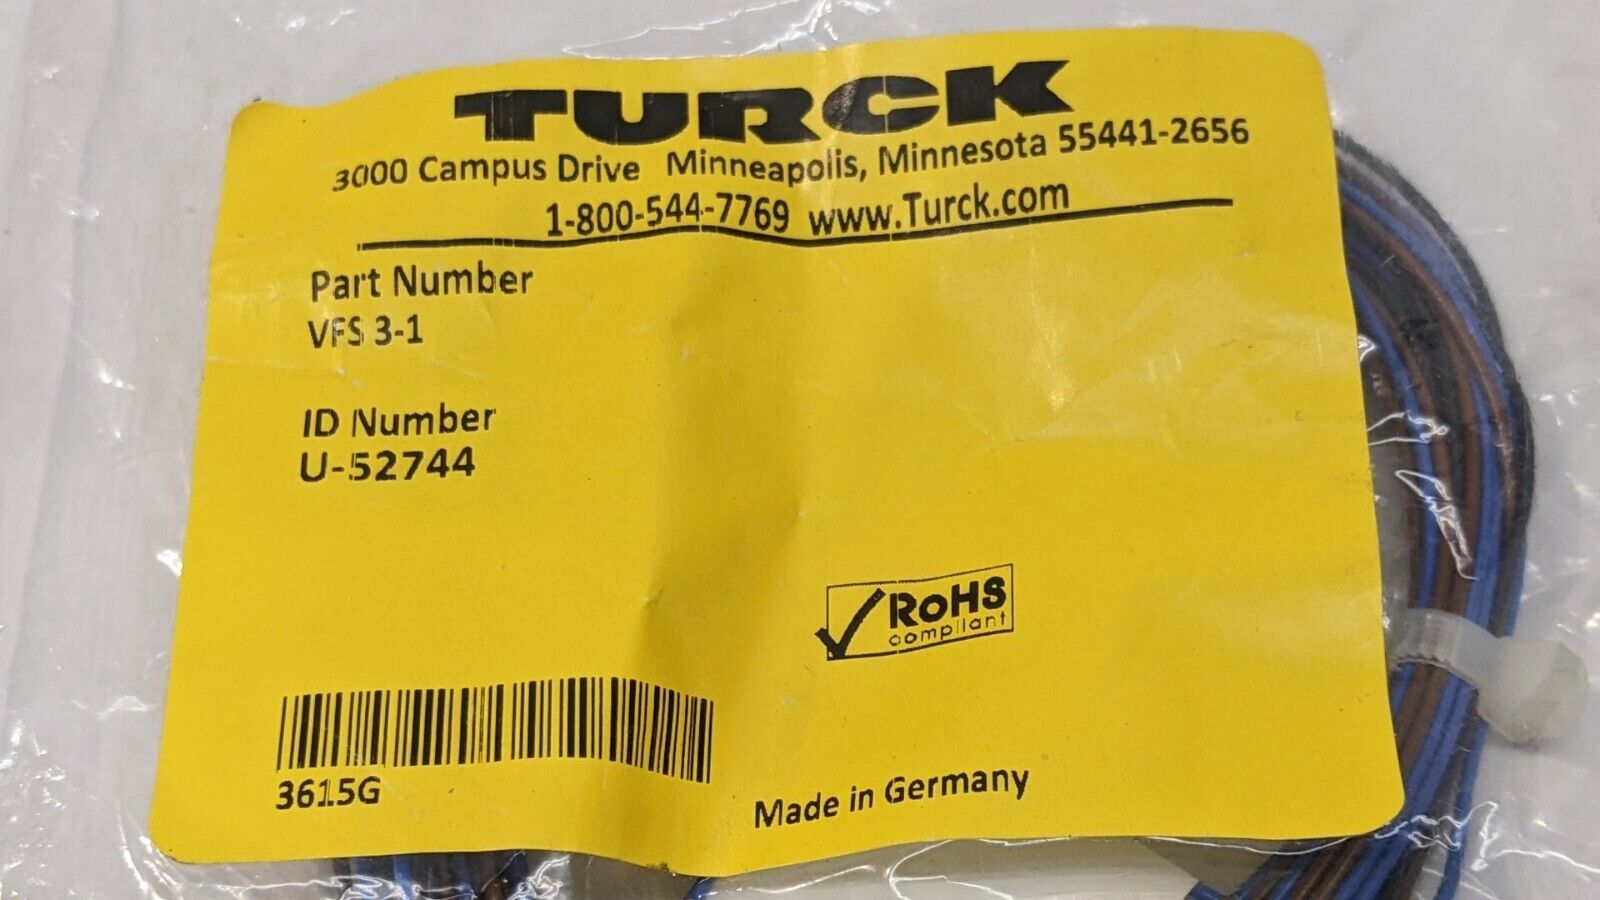 TURCK
3000 Campus Drive Minneapolis, Minnesota 55441-2656
1-800-544-7769 www.Turck.com
Part Number
VFS 3-1
ID Number
U-52744
RoHS
compliant
3615G
Made in Germany